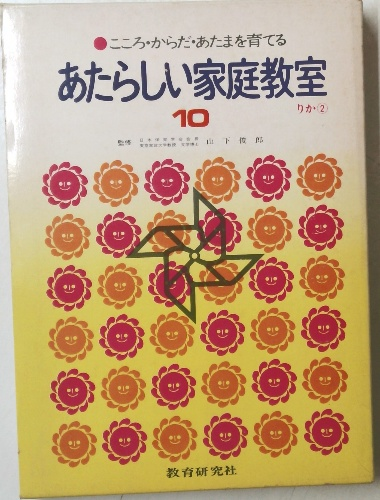 ●こころ・からだ・あたまを育てる
あたらしい家庭教室
10
りか②
監修
山下俊郎
教育研究社